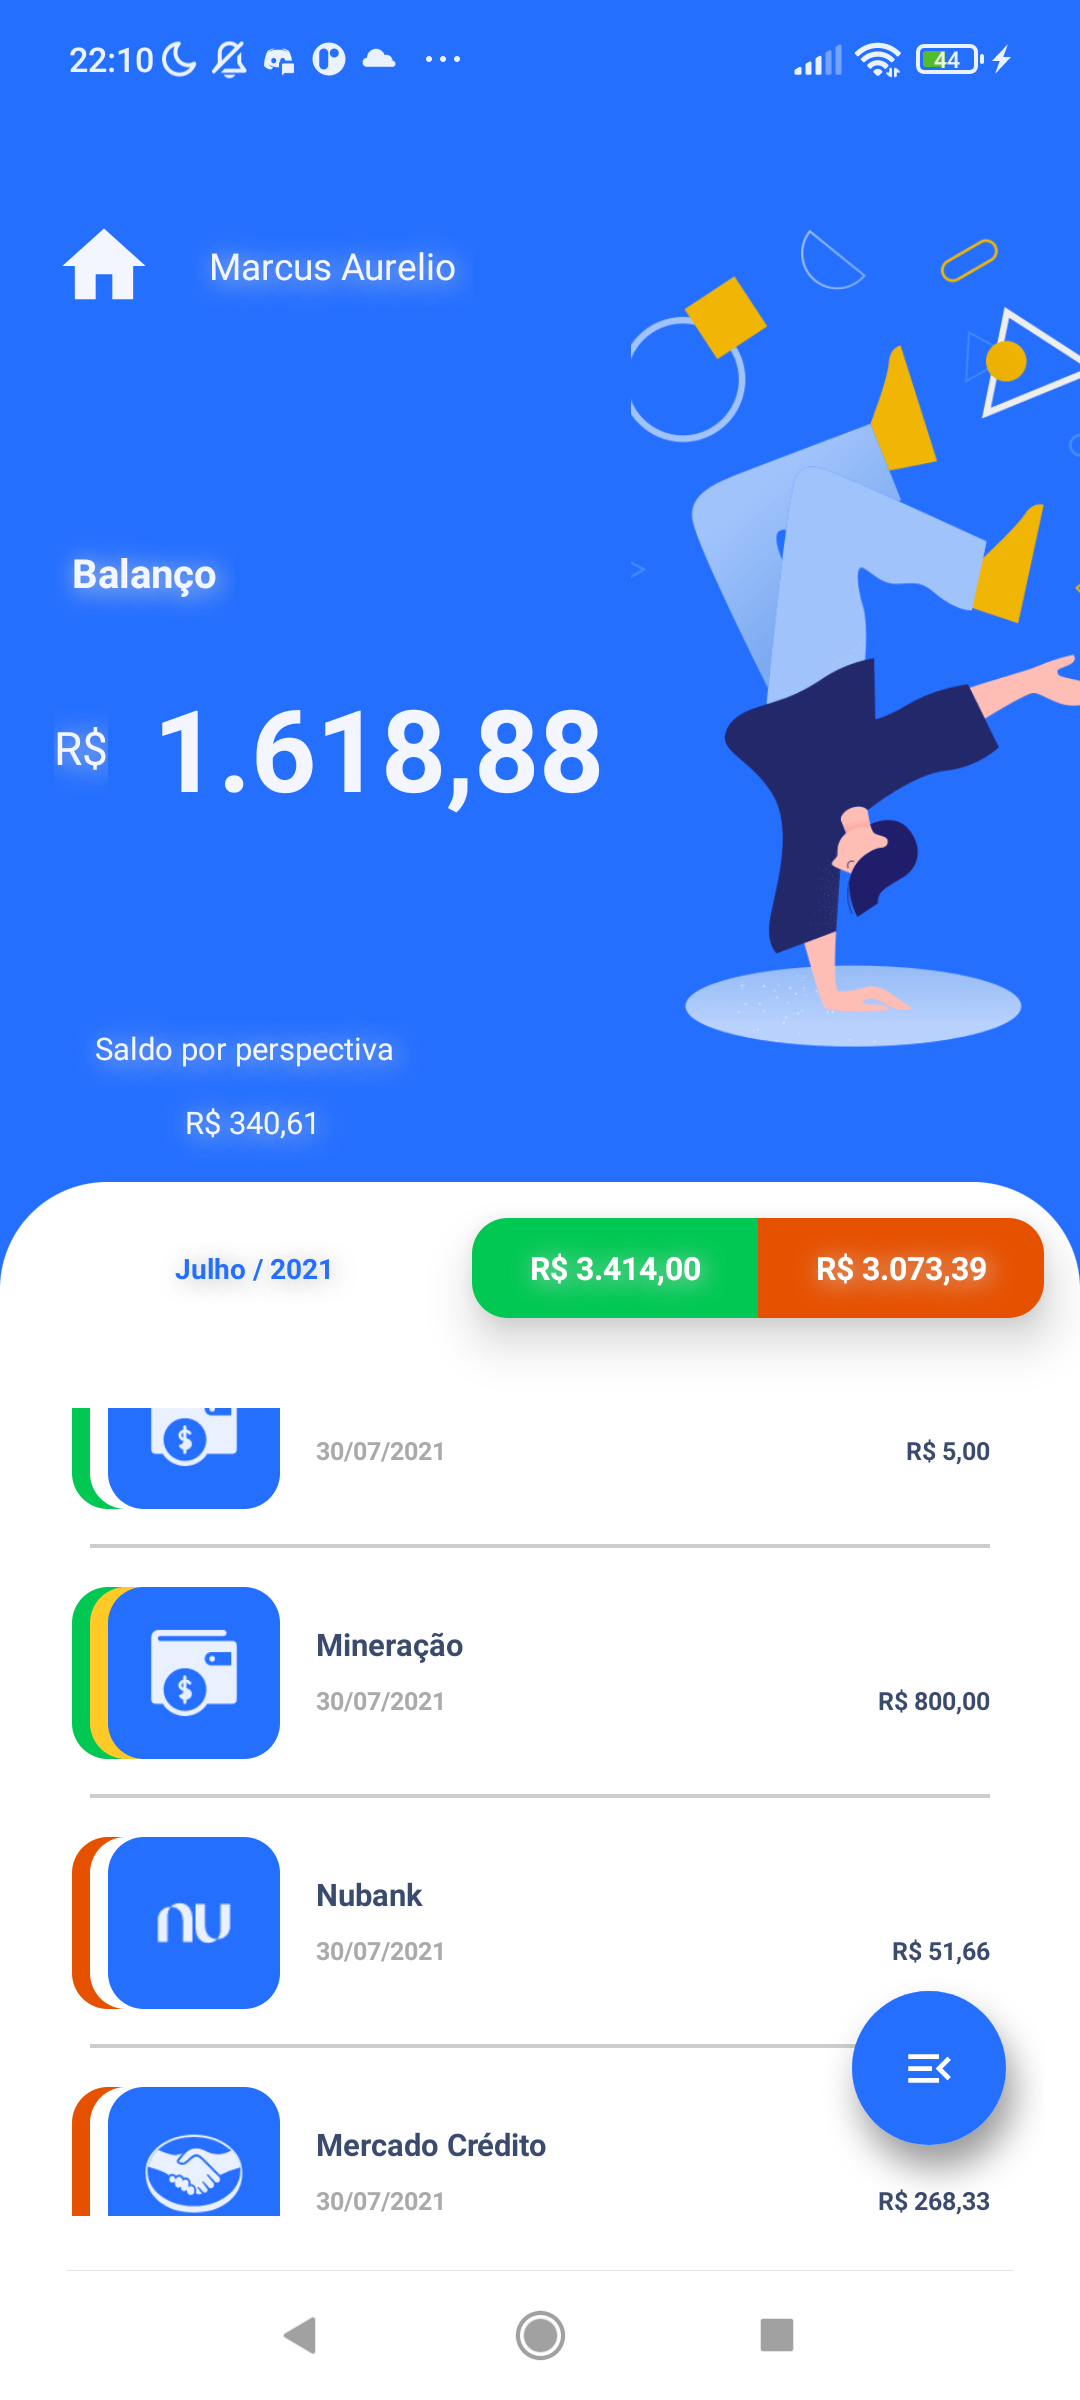 22:10
44
Marcus Aurelio
Balanço
R$ 1.618,88
Saldo por perspectiva
R$ 340,61
Julho / 2021
R$ 3.414,00
R$ 3.073,39
30/07/2021
R$ 5,00
Mineração
30/07/2021
R$ 800,00
nu
Nubank
30/07/2021
R$ 51,66
Mercado Crédito
30/07/2021
R$ 268,33